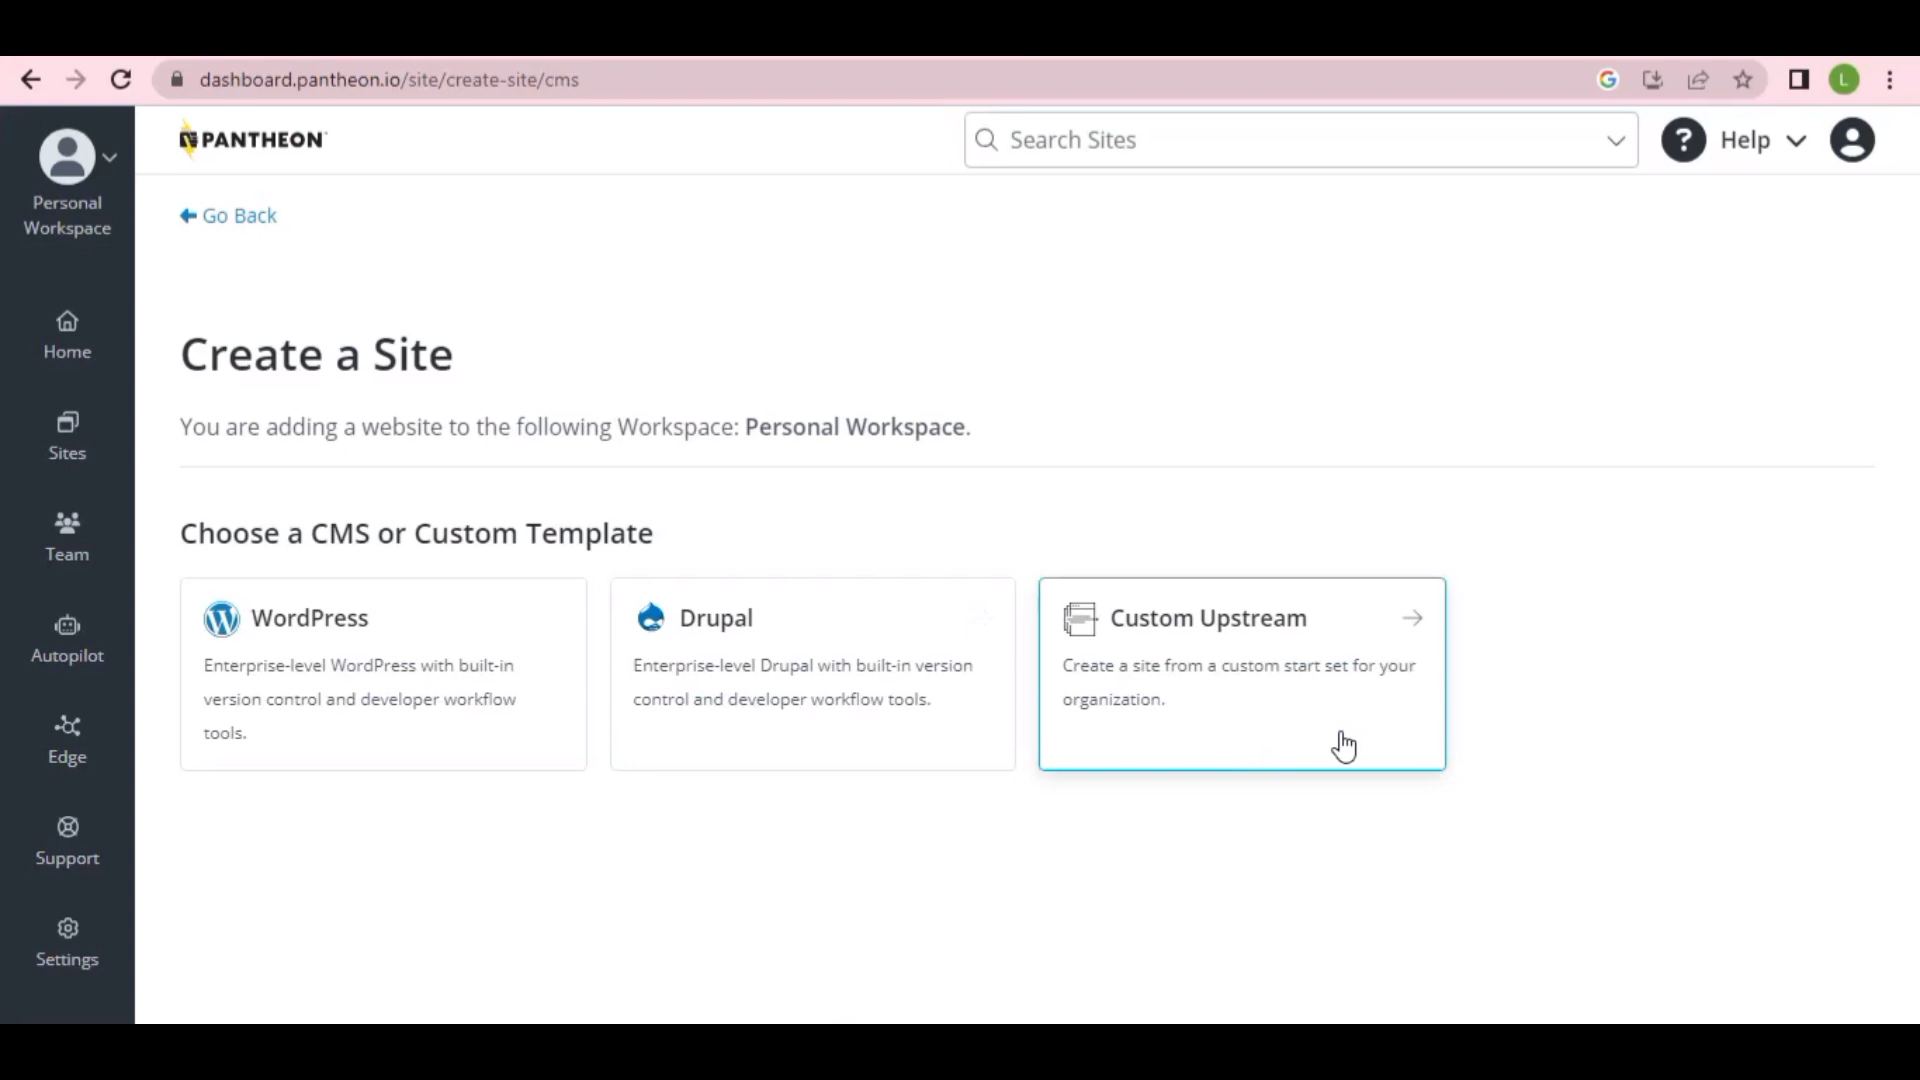 dashboard.pantheon.io/site/create-site/cms
L
PANTHEON
Search Sites
?
Help
Personal
Workspace
Home
Sites
Team
Autopilot
Edge
Support
Settings
Go Back
Create a Site
You are adding a website to the following Workspace: Personal Workspace.
Choose a CMS or Custom Template
WordPress
Enterprise-level WordPress with built-in
version control and developer workflow
tools.
Drupal
Enterprise-level Drupal with built-in version
control and developer workflow tools.
Custom Upstream
Create a site from a custom start set for your
organization.